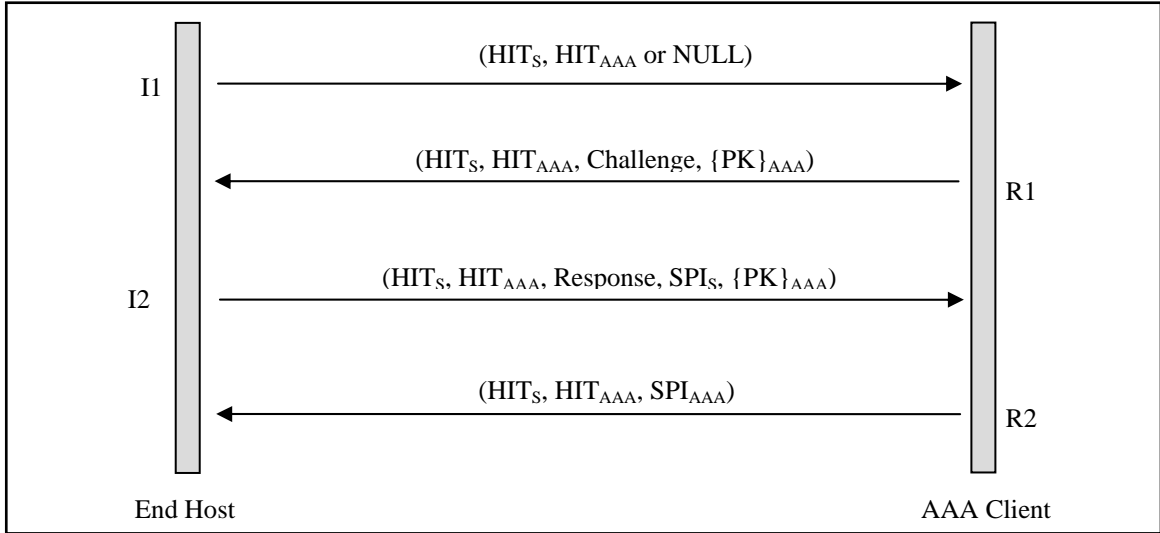 (HITS, HITAAA or NULL)
I1
(HITS, HITAAA, Challenge, {PK}AAA)
R1
(HITS, HITAAA, Response, SPIS, {PK}AAA)
I2
(HITS, HITAAA, SPIAAA)
R2
End Host
AAA Client